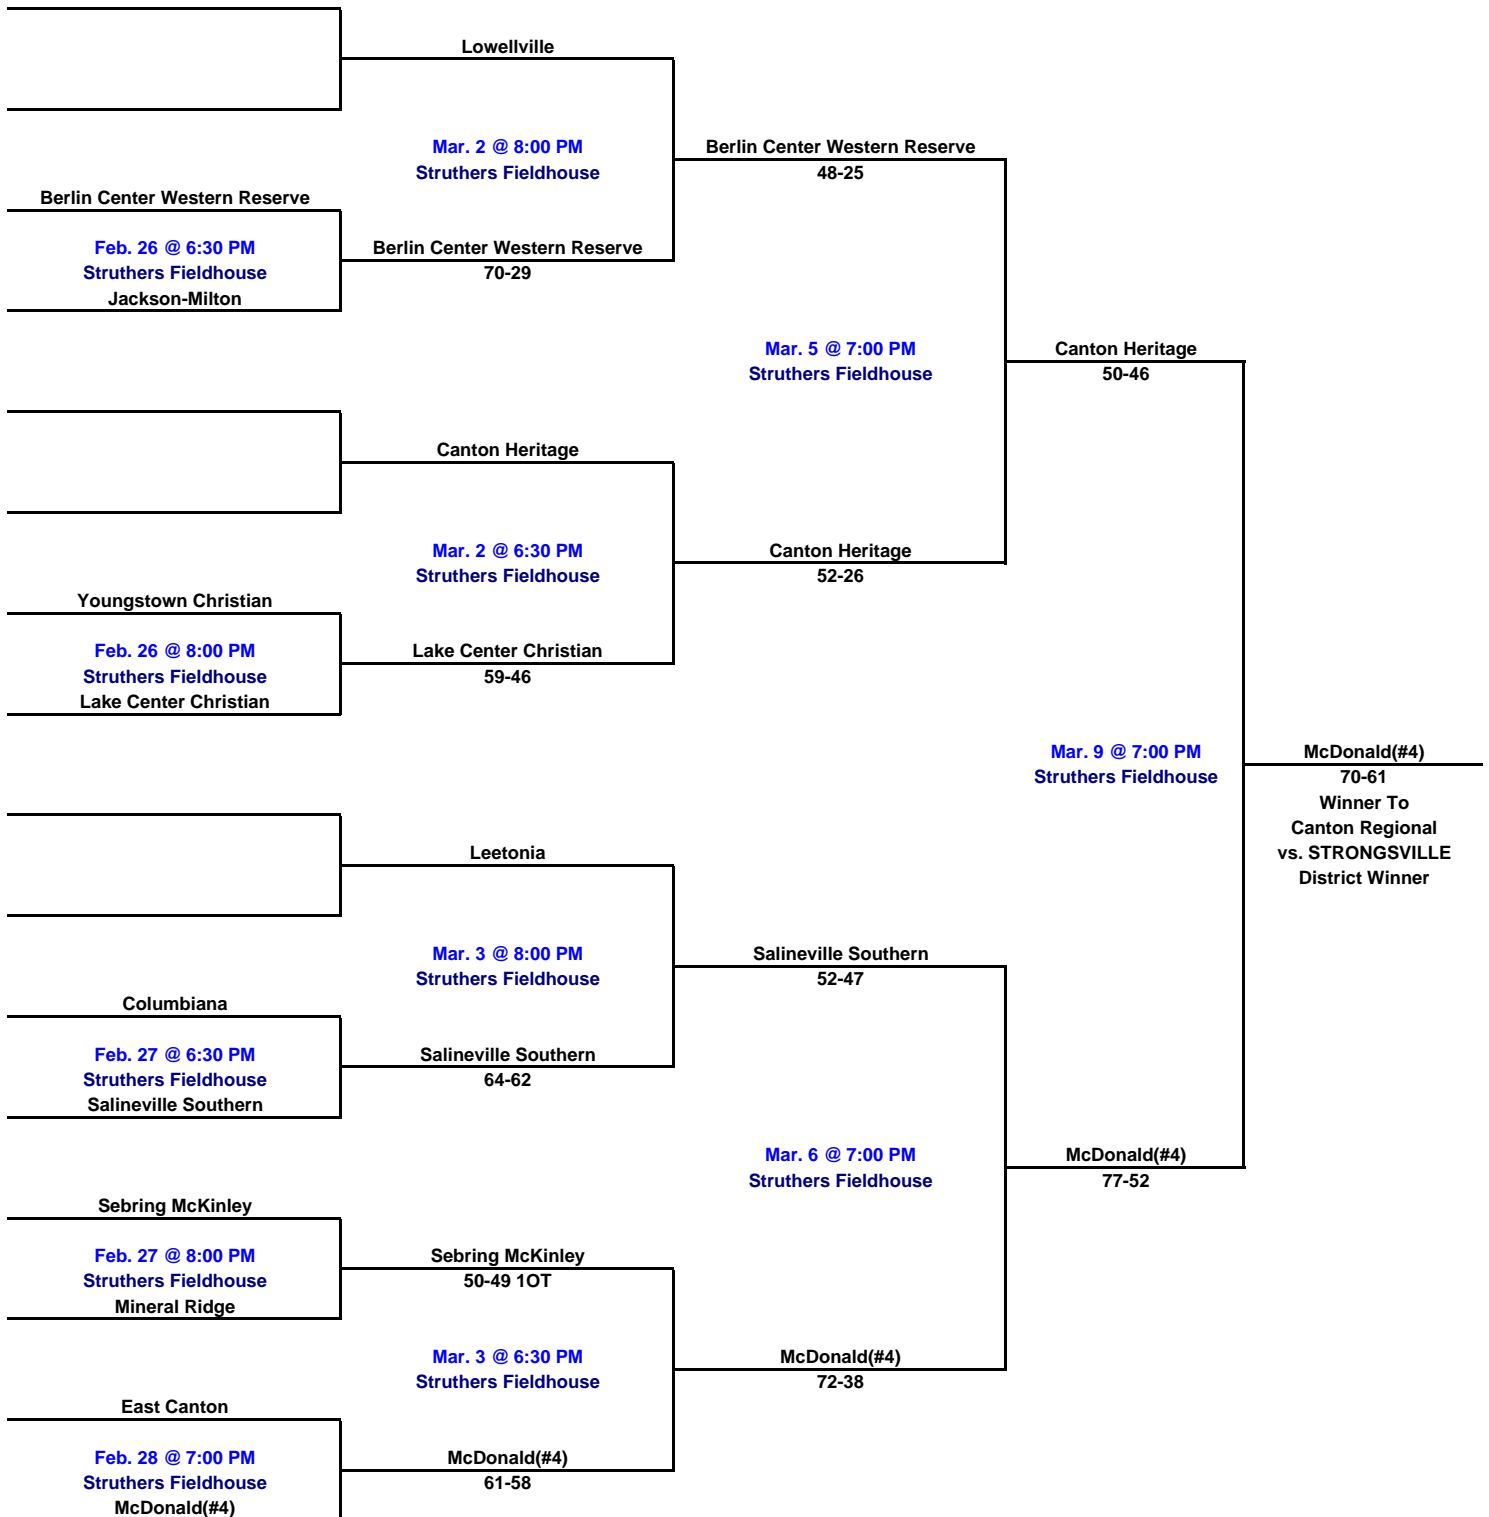 Lowellville
Mar. 2 @ 8:00 PM
Struthers Fieldhouse
Berlin Center Western Reserve
48-25
Berlin Center Western Reserve
Feb. 26 @ 6:30 PM
Struthers Fieldhouse
Jackson-Milton
Berlin Center Western Reserve
70-29
Mar. 5 @ 7:00 PM
Struthers Fieldhouse
Canton Heritage
50-46
Canton Heritage
Mar. 2 @ 6:30 PM
Struthers Fieldhouse
Canton Heritage
52-26
Youngstown Christian
Feb. 26 @ 8:00 PM
Struthers Fieldhouse
Lake Center Christian
Lake Center Christian
59-46
Mar. 9 @ 7:00 PM
Struthers Fieldhouse
McDonald(#4)
70-61
Winner To
Canton Regional
vs. STRONGSVILLE
District Winner
Leetonia
Mar. 3 @ 8:00 PM
Struthers Fieldhouse
Salineville Southern
52-47
Columbiana
Feb. 27 @ 6:30 PM
Struthers Fieldhouse
Salineville Southern
Salineville Southern
64-62
Mar. 6 @ 7:00 PM
Struthers Fieldhouse
McDonald(#4)
77-52
Sebring McKinley
Feb. 27 @ 8:00 PM
Struthers Fieldhouse
Mineral Ridge
Sebring McKinley
50-49 1OT
Mar. 3 @ 6:30 PM
Struthers Fieldhouse
McDonald(#4)
72-38
East Canton
Feb. 28 @ 7:00 PM
Struthers Fieldhouse
McDonald(#4)
McDonald(#4)
61-58